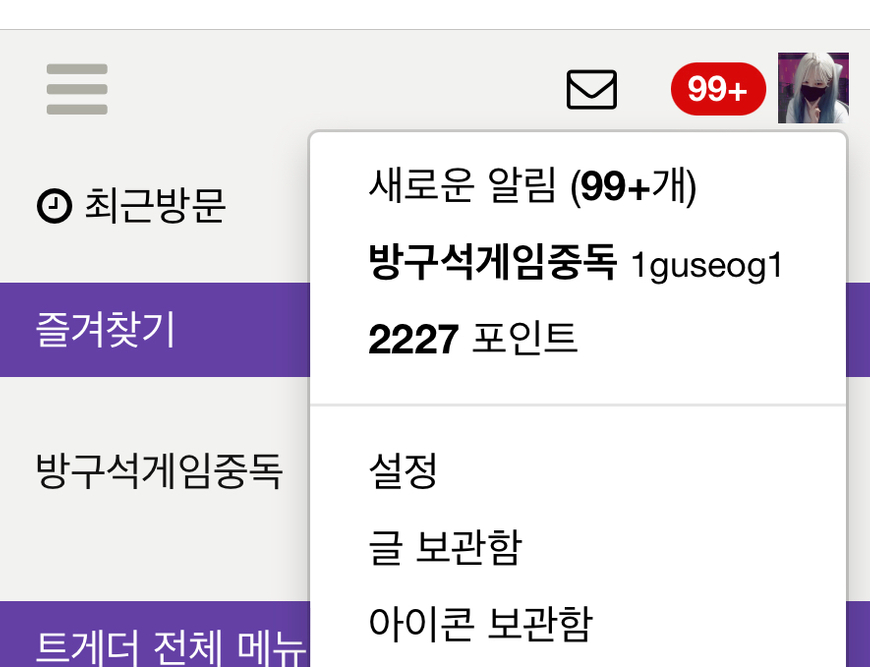 99+
최근방문
새로운 알림 (99+개)
방구석게임중독 1guseog1
2227 포인트
즐겨찾기
방구석게임중독
설정
글 보관함
아이콘 보관함
트게더 전체 메뉴